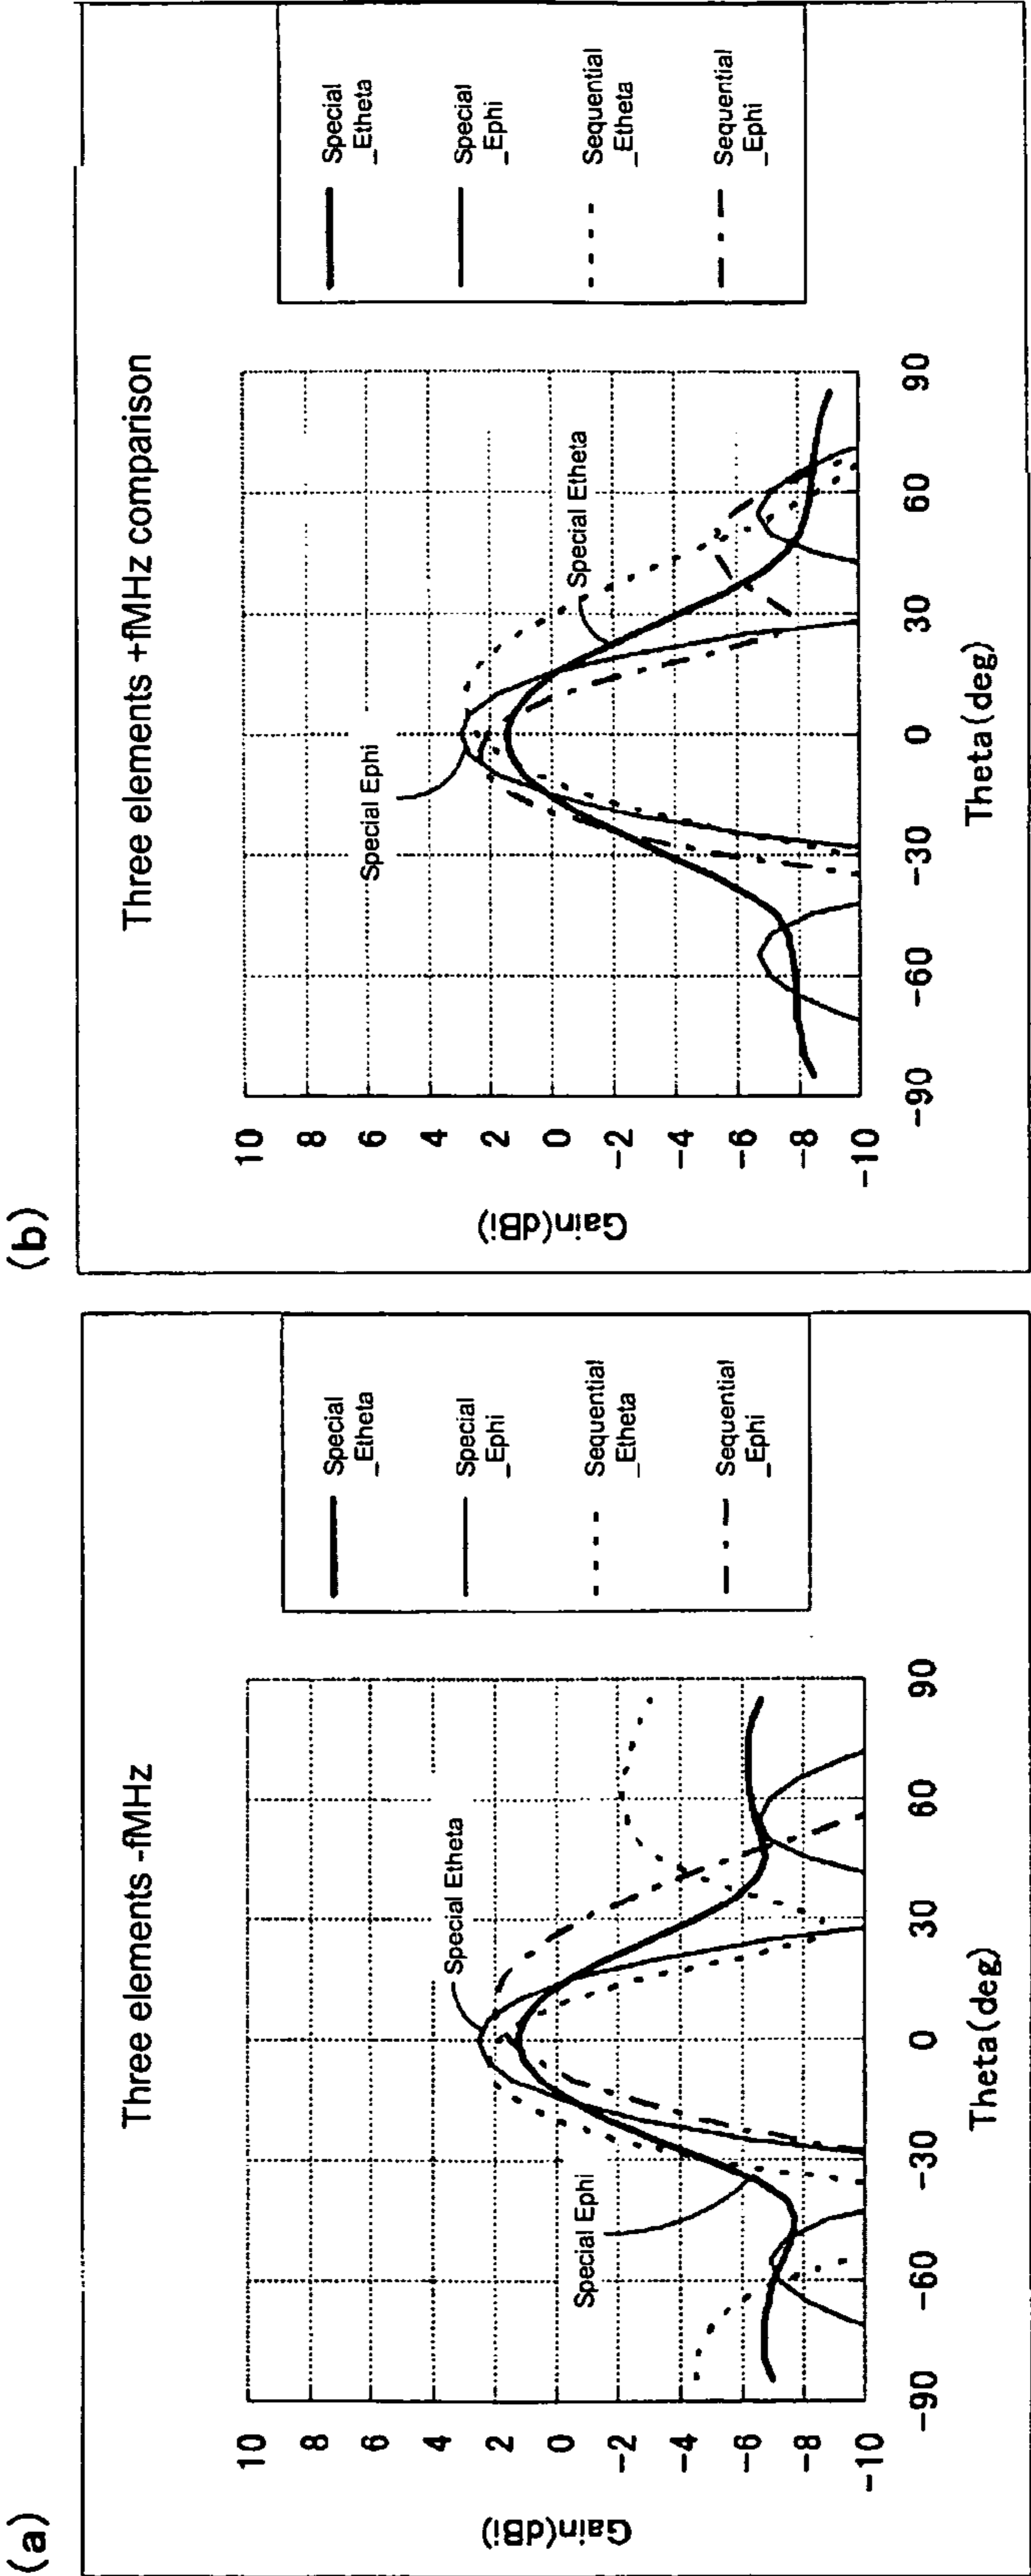 (a)
Three elements -fMHz
Gain(dBi)
10
8
6
4
2
0
-2
-4
-6
-8
-10
-90
-60
-30
0
30
60
90
Theta(deg)
Special Etheta
Special Ephi
Special
_Etheta
Special
_Ephi
Sequential
_Etheta
Sequential
_Ephi
(b)
Three elements +fMHz comparison
Gain(dBi)
10
8
6
4
2
0
-2
-4
-6
-8
-10
-90
-60
-30
0
30
60
90
Theta(deg)
Special Ephi
Special Etheta
Special
_Etheta
Special
_Ephi
Sequential
_Etheta
Sequential
_Ephi